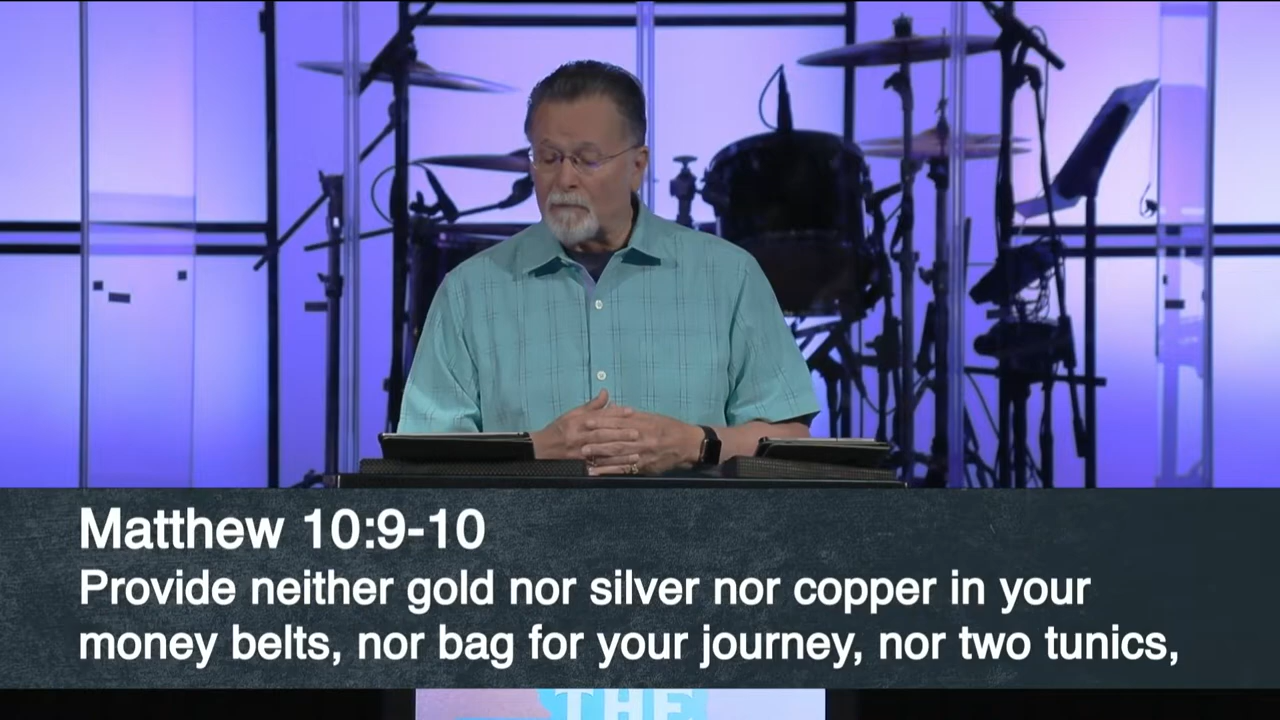 Matthew 10:9-10
Provide neither gold nor silver nor copper in your
money belts, nor bag for your journey, nor two tunics,
THE